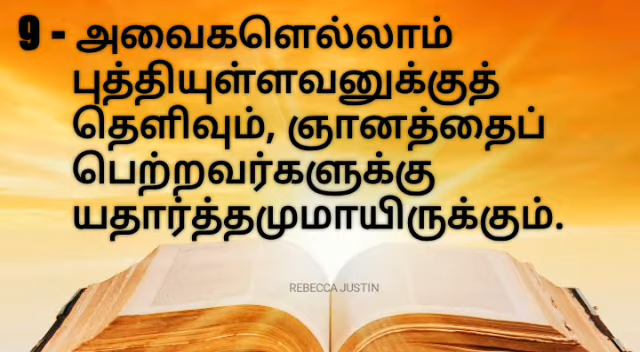 9 - அவைகளெல்லாம்
புத்தியுள்ளவனுக்குத்
தெளிவும், ஞானத்தைப்
பெற்றவர்களுக்கு
யதார்த்தமுமாயிருக்கும்.
REBECCA JUSTIN